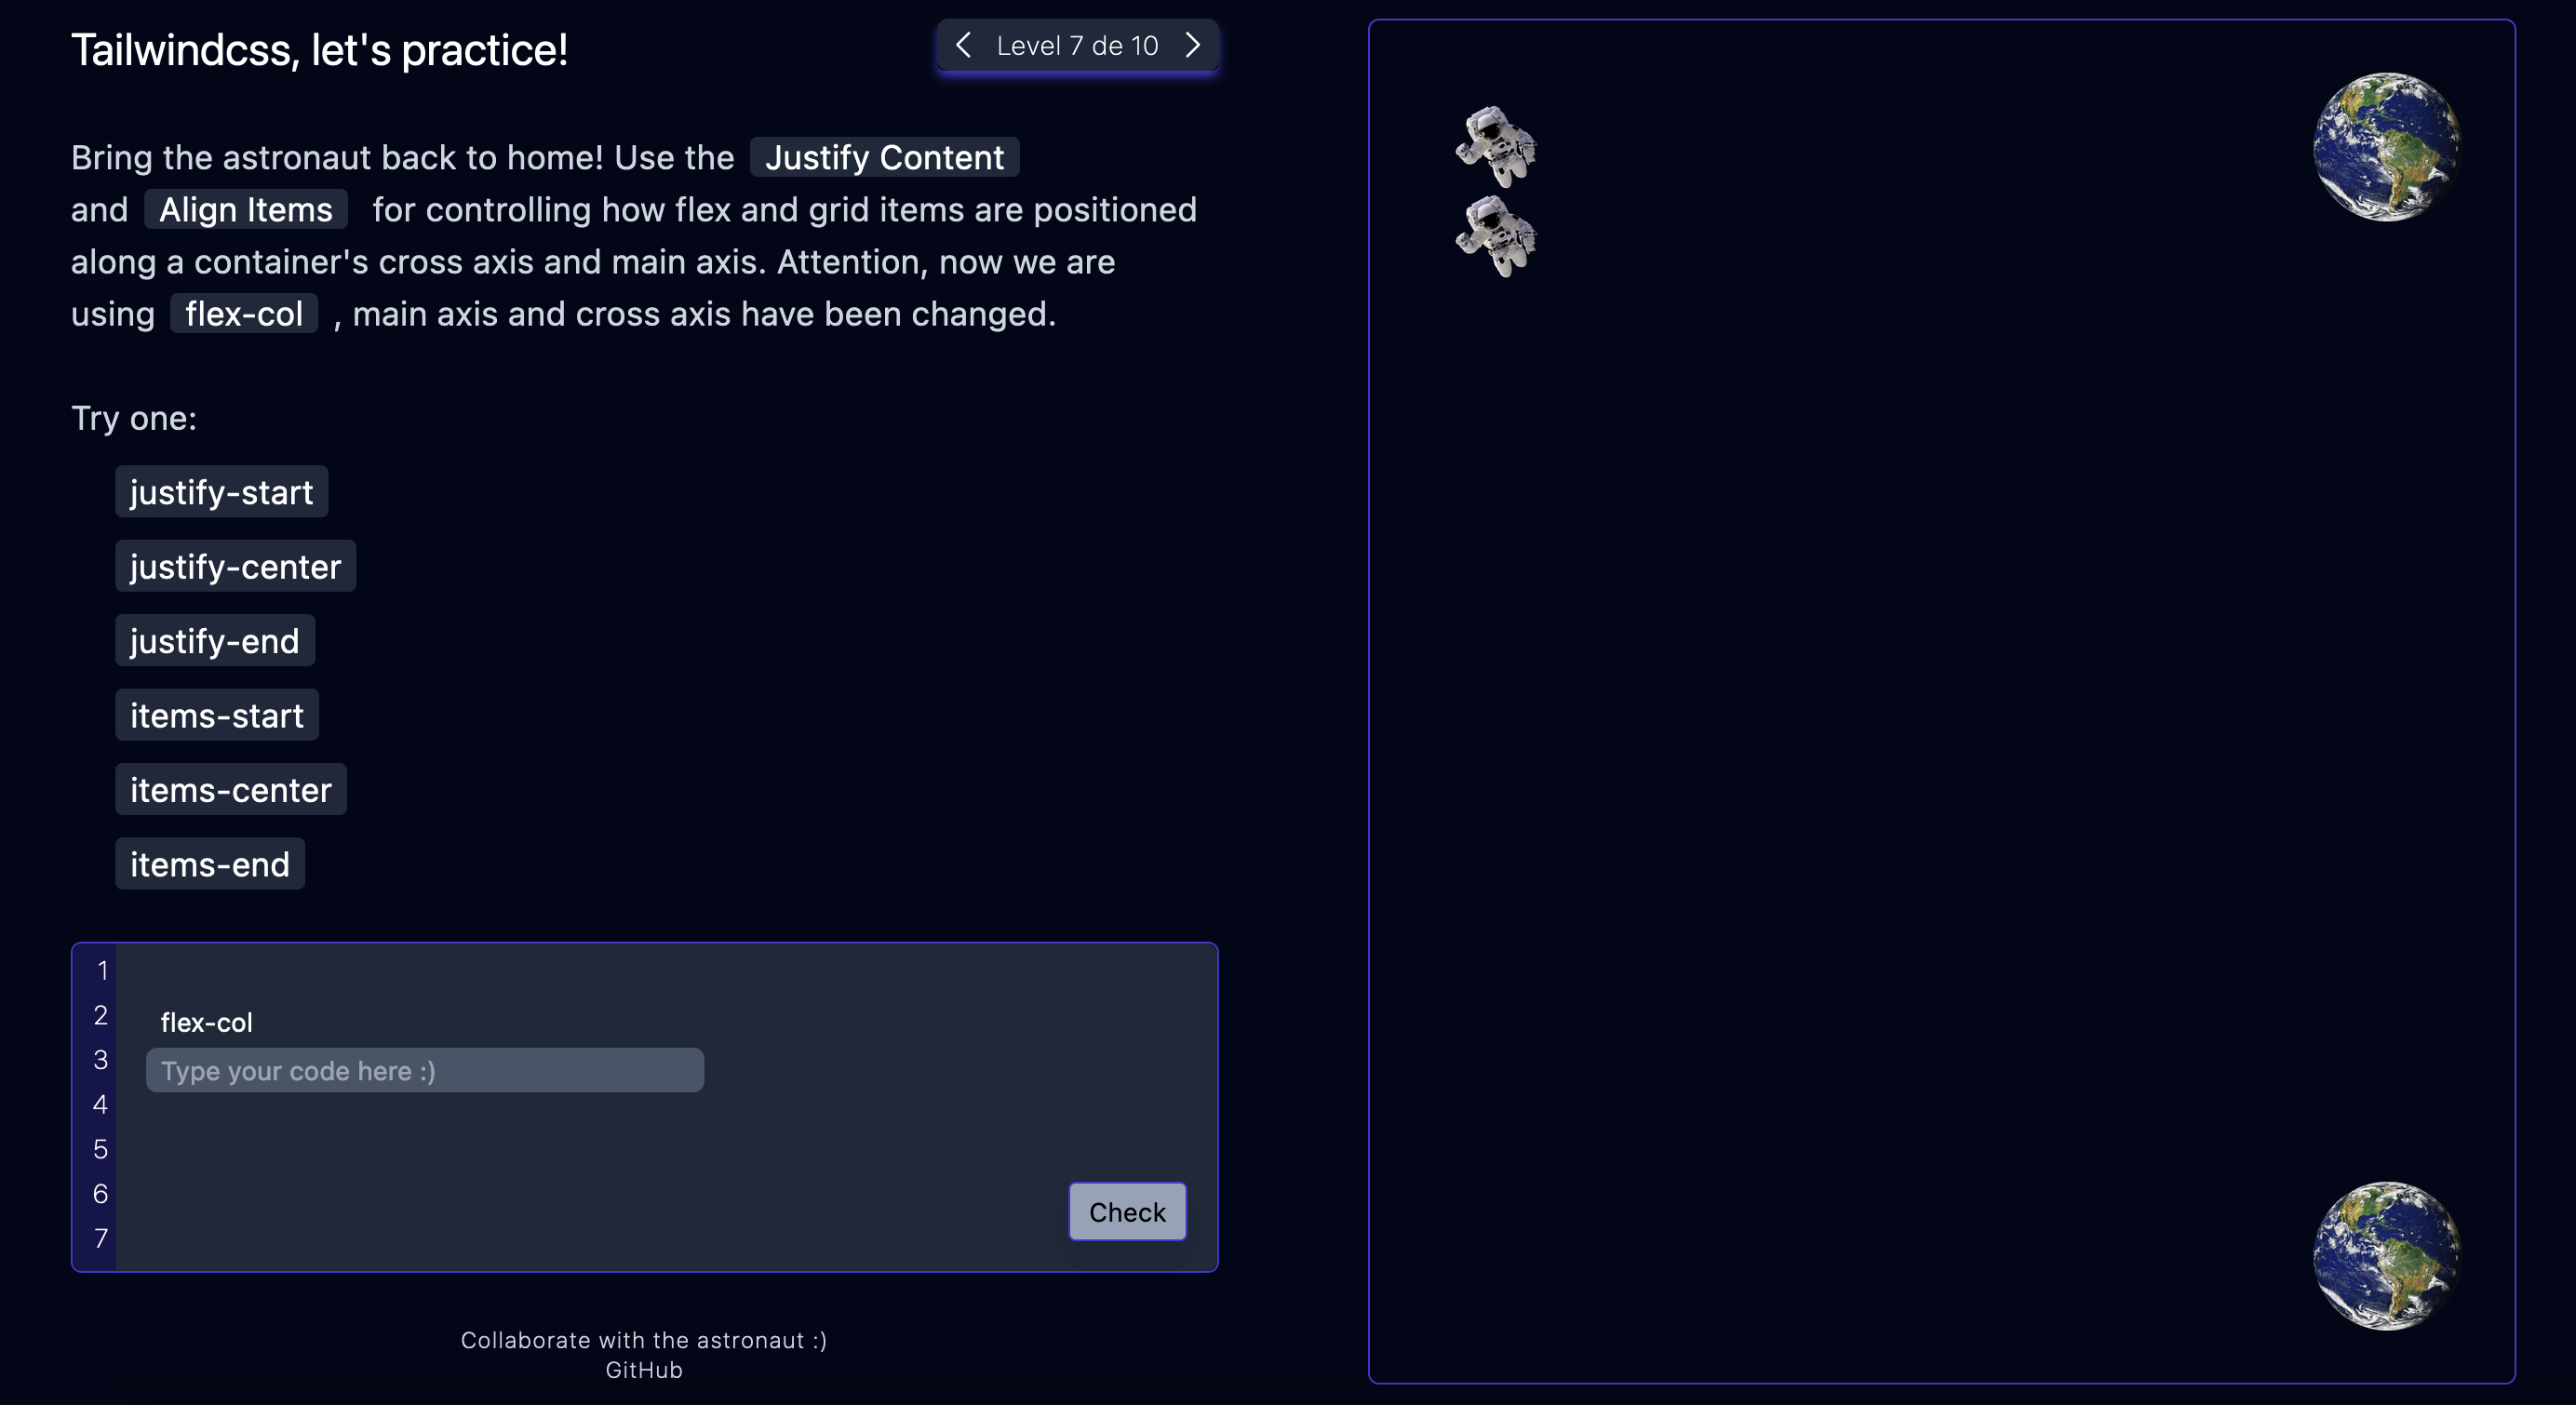 Tailwindcss, let's practice!
Level 7 de 10
Bring the astronaut back to home! Use the Justify Content
and Align Items for controlling how flex and grid items are positioned
along a container's cross axis and main axis. Attention, now we are
using flex-col , main axis and cross axis have been changed.
Try one:
justify-start
justify-center
justify-end
items-start
items-center
items-end
1
2
flex-col
3
Type your code here :)
4
5
6
Check
7
Collaborate with the astronaut :)
GitHub